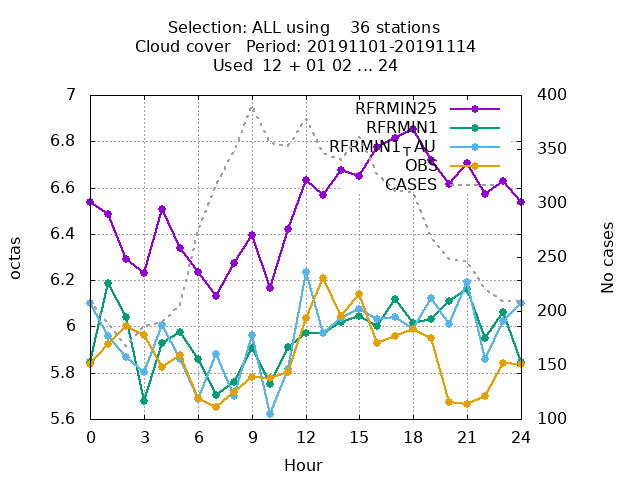 Selection: ALL using    36 stations
Cloud cover   Period: 20191101-20191114
Used  12 + 01 02 ... 24
7 400
RFRMIN25
6.8 RFRMIN1 350
RFRMIN1_AU
OBS
6.6 CASES 300
6.4 250
octas No cases
6.2 200
6 150
5.8
5.6 100
0 3 6 9 12 15 18 21 24
Hour